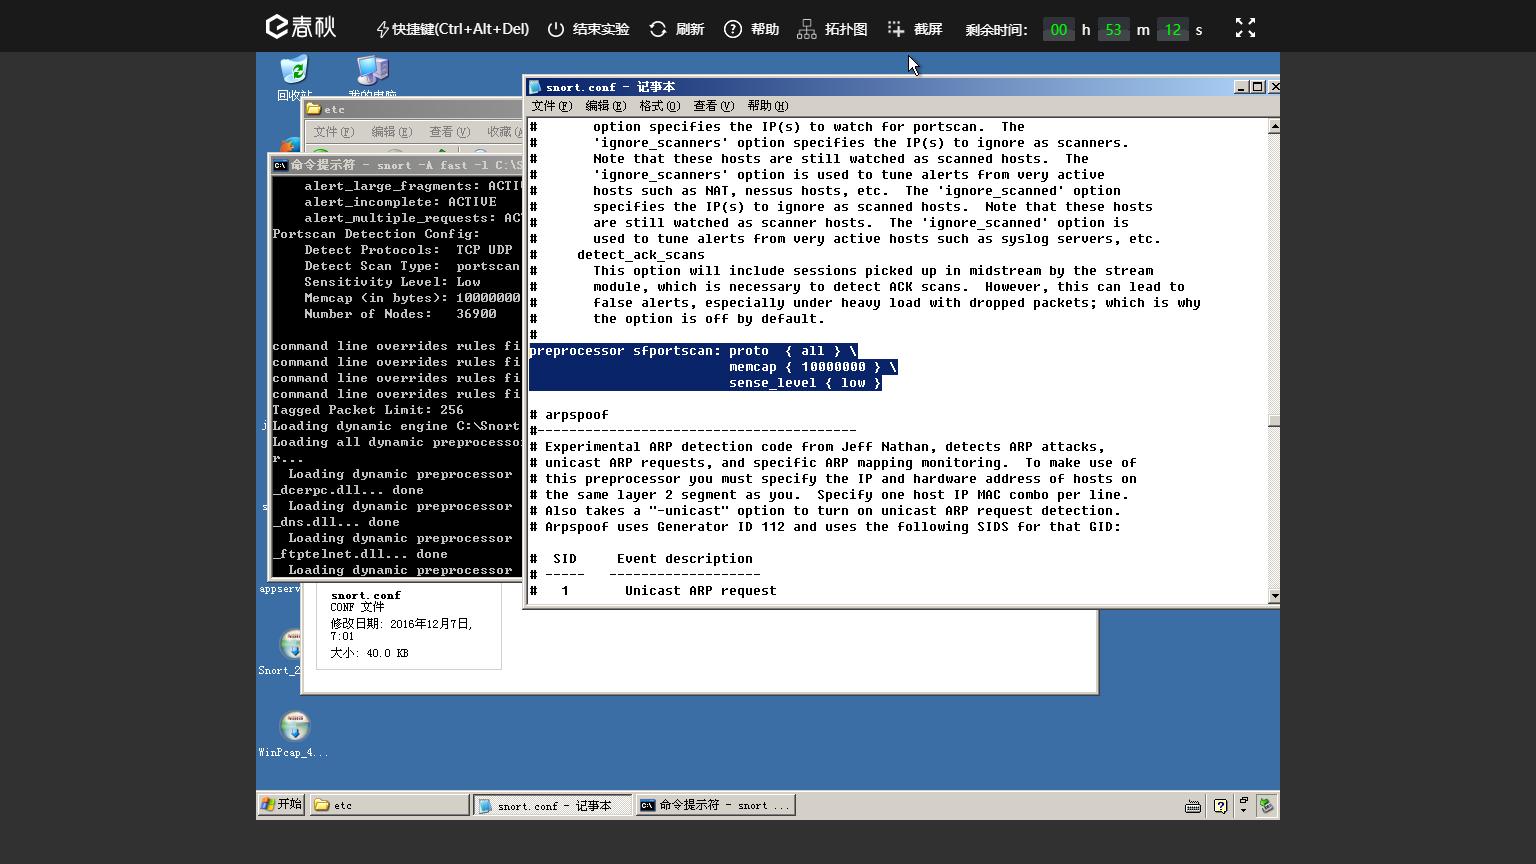 春秋 快捷键(Ctrl+Alt+Del) 结束实验 刷新 帮助 拓扑图 截屏 剩余时间: 00 h 53 m 12 s
回收站
我的电脑
etc
文件(F) 编辑(E) 查看(V) 收藏(A
命令提示符 - snort -A fast -l C:\S
alert_large_fragments: ACTI
alert_incomplete: ACTIVE
alert_multiple_requests: AC
Portscan Detection Config:
Detect Protocols:  TCP UDP
Detect Scan Type:  portscan
Sensitivity Level: Low
Memcap (in bytes): 10000000
Number of Nodes:   36900
command line overrides rules fi
command line overrides rules fi
command line overrides rules fi
command line overrides rules fi
Tagged Packet Limit: 256
Loading dynamic engine C:\Snort
Loading all dynamic preprocesso
r...
Loading dynamic preprocessor
_dcerpc.dll... done
Loading dynamic preprocessor
_dns.dll... done
Loading dynamic preprocessor
_ftptelnet.dll... done
Loading dynamic preprocessor
snort.conf - 记事本
文件(F) 编辑(E) 格式(O) 查看(V) 帮助(H)
#       option specifies the IP(s) to watch for portscan.  The
#       'ignore_scanners' option specifies the IP(s) to ignore as scanners.
#       Note that these hosts are still watched as scanned hosts.  The
#       'ignore_scanners' option is used to tune alerts from very active
#       hosts such as NAT, nessus hosts, etc.  The 'ignore_scanned' option
#       specifies the IP(s) to ignore as scanned hosts.  Note that these hosts
#       are still watched as scanner hosts.  The 'ignore_scanned' option is
#       used to tune alerts from very active hosts such as syslog servers, etc.
#     detect_ack_scans
#       This option will include sessions picked up in midstream by the stream
#       module, which is necessary to detect ACK scans.  However, this can lead to
#       false alerts, especially under heavy load with dropped packets; which is why
#       the option is off by default.
#
preprocessor sfportscan: proto  { all } \
memcap { 10000000 } \
sense_level { low }
# arpspoof
#----------------------------------------
# Experimental ARP detection code from Jeff Nathan, detects ARP attacks,
# unicast ARP requests, and specific ARP mapping monitoring.  To make use of
# this preprocessor you must specify the IP and hardware address of hosts on
# the same layer 2 segment as you.  Specify one host IP MAC combo per line.
# Also takes a "-unicast" option to turn on unicast ARP request detection.
# Arpspoof uses Generator ID 112 and uses the following SIDS for that GID:
#  SID     Event description
# -----   -------------------
#   1       Unicast ARP request
appserv
snort.conf
CONF 文件
修改日期: 2016年12月7日,
7:01
大小: 40.0 KB
Snort_2
WinPcap_4...
开始 etc snort.conf - 记事本 命令提示符 - snort ...